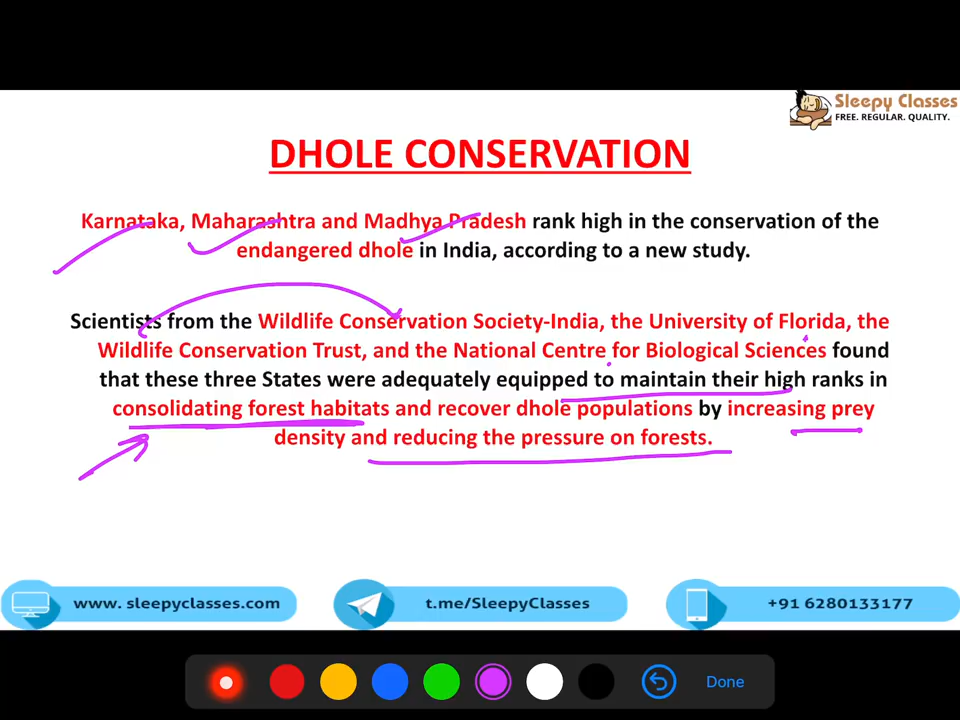 Sleepy Classes
FREE. REGULAR. QUALITY.
DHOLE CONSERVATION
Karnataka, Maharashtra and Madhya Pradesh rank high in the conservation of the
endangered dhole in India, according to a new study.
Scientists from the Wildlife Conservation Society-India, the University of Florida, the
Wildlife Conservation Trust, and the National Centre for Biological Sciences found
that these three States were adequately equipped to maintain their high ranks in
consolidating forest habitats and recover dhole populations by increasing prey
density and reducing the pressure on forests.
www. sleepyclasses.com
t.me/SleepyClasses
+91 6280133177
Done